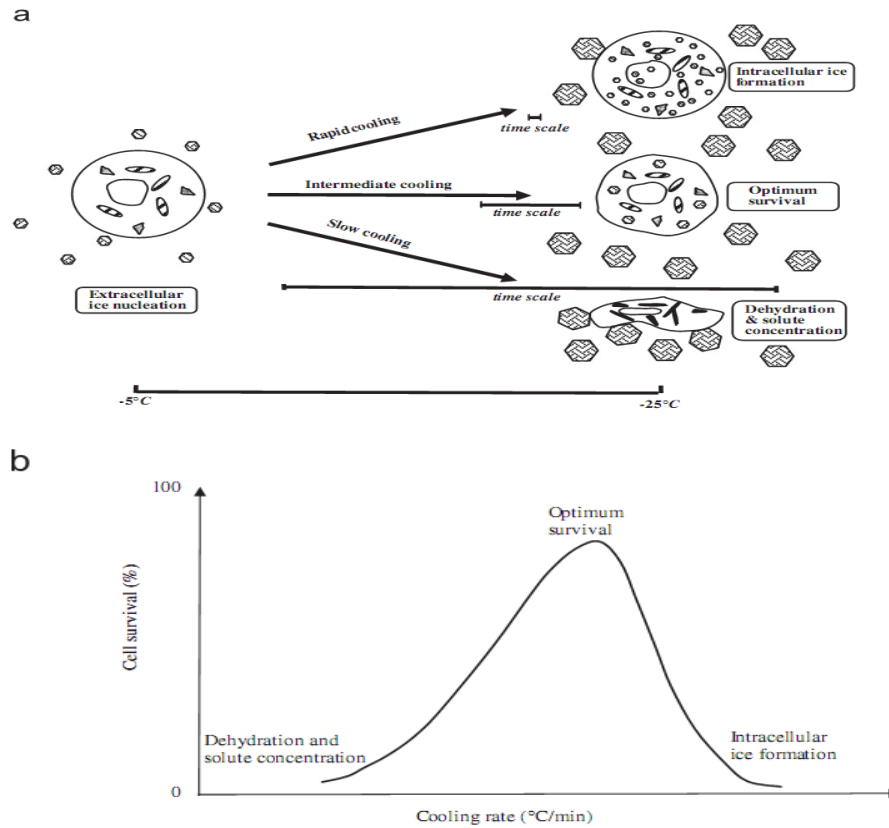 a
Intracellular ice
formation
Rapid cooling
time scale
Intermediate cooling
Optimum
survival
time scale
Slow cooling
Extracellular
ice nucleation
time scale
Dehydration
& solute
concentration
-5°C
-25°C
b
100
Optimum
survival
Cell survival (%)
Dehydration and
solute concentration
Intracellular
ice formation
0
Cooling rate (°C/min)